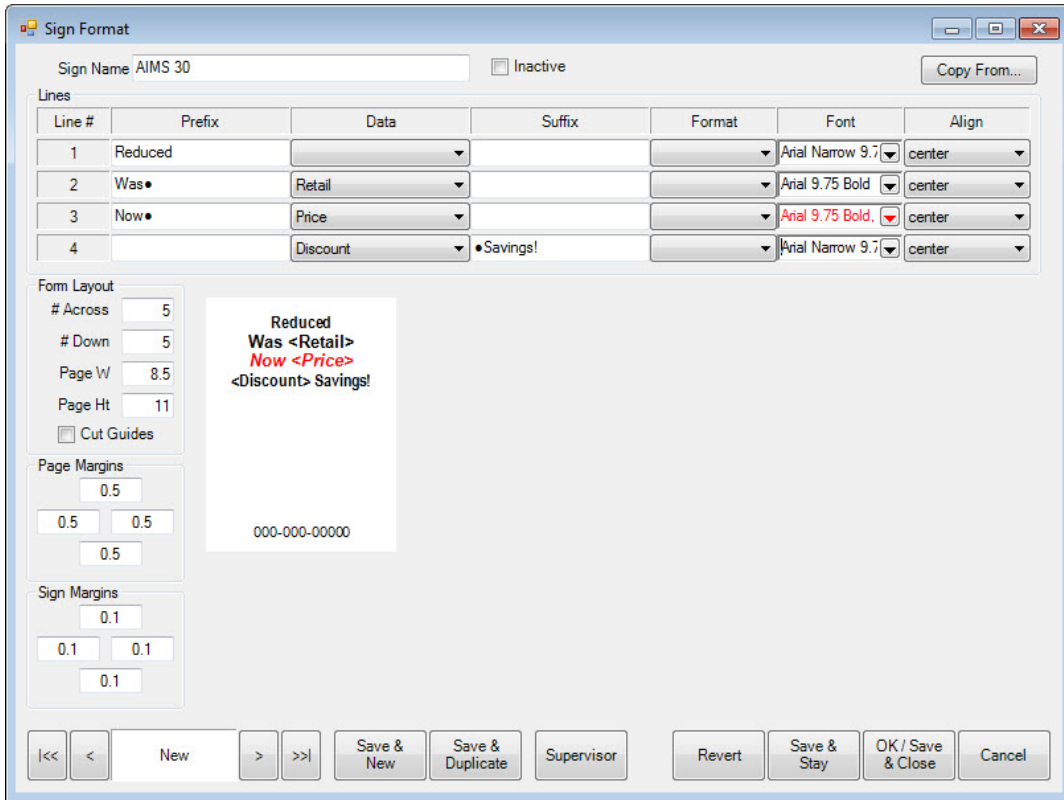 Sign Format
Sign Name AIMS 30 Inactive Copy From...
Lines
Line # Prefix Data Suffix Format Font Align
1 Reduced Arial Narrow 9.7 center
2 Was● Retail Arial 9.75 Bold center
3 Now● Price Arial 9.75 Bold, center
4 Discount ●Savings! Arial Narrow 9.7 center
Form Layout
# Across 5
# Down 5
Page W 8.5
Page Ht 11
Cut Guides
Reduced
Was <Retail>
Now <Price>
<Discount> Savings!
000-000-00000
Page Margins
0.5
0.5 0.5
0.5
Sign Margins
0.1
0.1 0.1
0.1
|<< < New > >>| Save & New Save & Duplicate Supervisor Revert Save & Stay OK / Save & Close Cancel